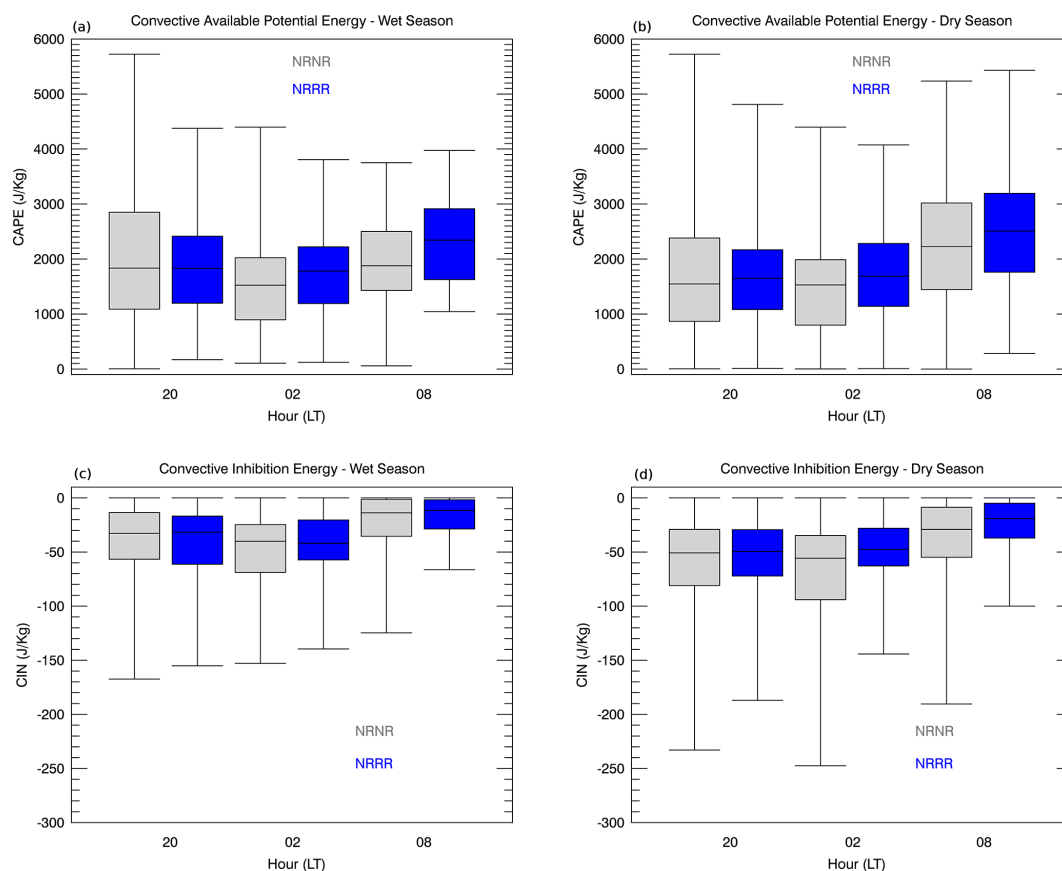 (a) Convective Available Potential Energy - Wet Season
6000
5000
4000
3000
2000
1000
0
CAPE (J/Kg)
NRNR
NRRR
20 02 08
Hour (LT)
(b) Convective Available Potential Energy - Dry Season
6000
5000
4000
3000
2000
1000
0
CAPE (J/Kg)
NRNR
NRRR
20 02 08
Hour (LT)
(c) Convective Inhibition Energy - Wet Season
0
-50
-100
-150
-200
-250
-300
CIN (J/Kg)
NRNR
NRRR
20 02 08
Hour (LT)
(d) Convective Inhibition Energy - Dry Season
0
-50
-100
-150
-200
-250
-300
CIN (J/Kg)
NRNR
NRRR
20 02 08
Hour (LT)